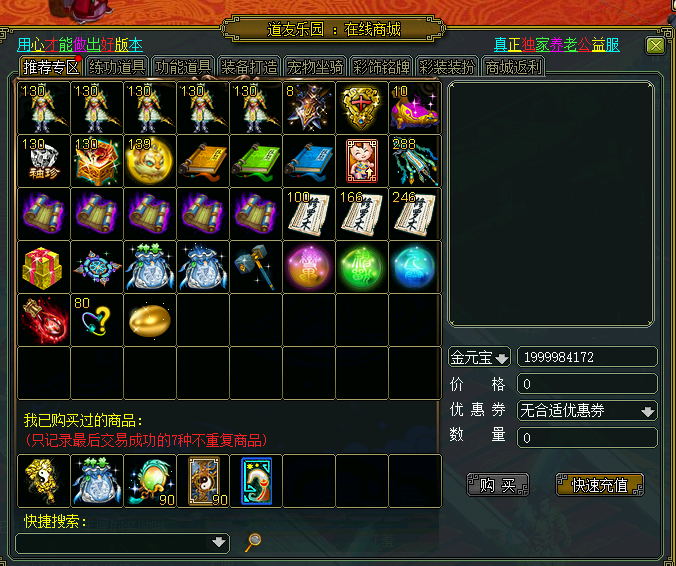 道友乐园 : 在线商城
用心才能做出好版本
真正独家养老公益服
推荐专区 练功道具 功能道具 装备打造 宠物坐骑 彩饰铭牌 彩装装扮 商城返利
130 130 130 130 130 8 10
130 130 139 288
袖珍
100 166 246
80
金元宝 1999984172
价 格 0
优 惠 券 无合适优惠券
数 量 0
我已购买过的商品:
(只记录最后交易成功的7种不重复商品)
购 买 快速充值
90 90
快捷搜索: